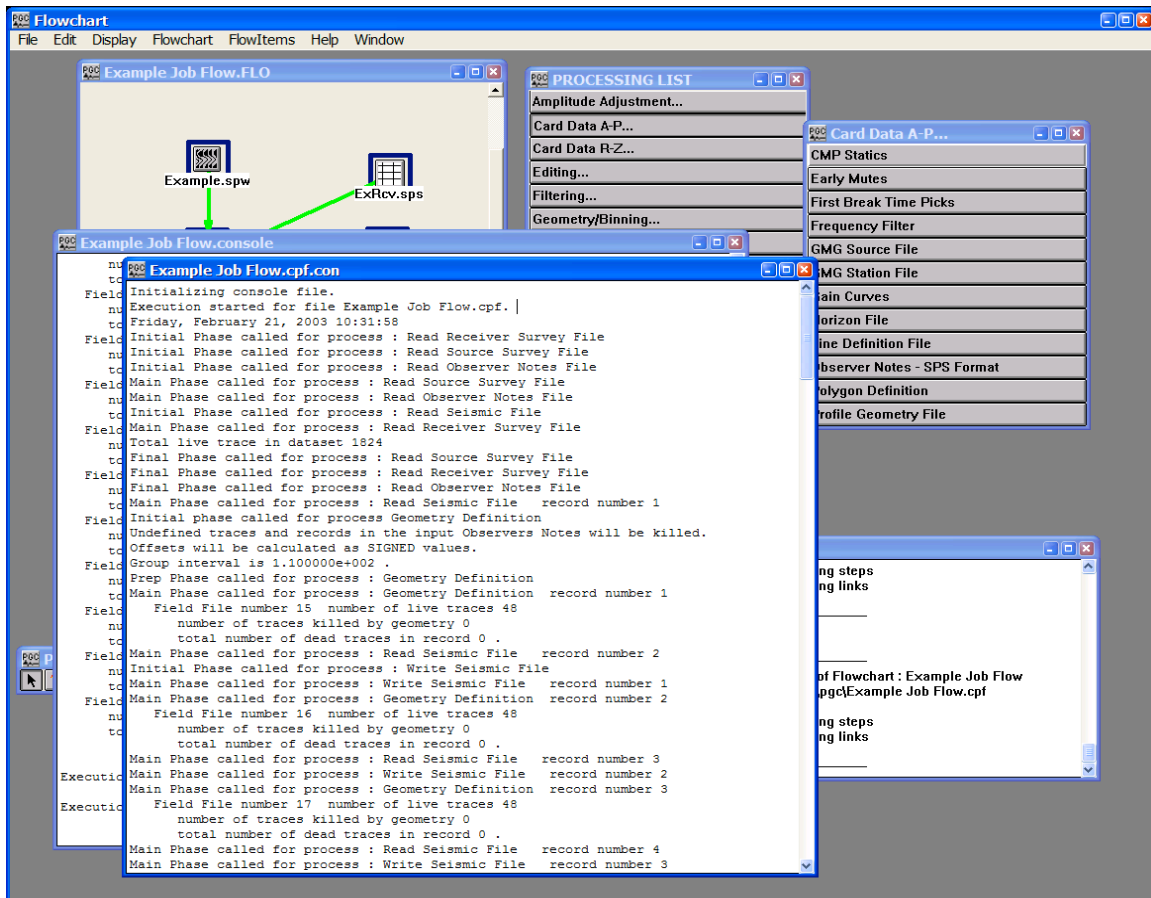 Flowchart
File Edit Display Flowchart FlowItems Help Window
Example Job Flow.FLO
Example.spw
ExRcv.sps
PROCESSING LIST
Amplitude Adjustment...
Card Data A-P...
Card Data R-Z...
Editing...
Filtering...
Geometry/Binning...
Card Data A-P...
CMP Statics
Early Mutes
First Break Time Picks
Frequency Filter
GMG Source File
GMG Station File
Gain Curves
Horizon File
Line Definition File
Observer Notes - SPS Format
Polygon Definition
Profile Geometry File
Example Job Flow.console
Example Job Flow.cpf.con
Initializing console file.
Execution started for file Example Job Flow.cpf.
Friday, February 21, 2003 10:31:58
Initial Phase called for process : Read Receiver Survey File
Initial Phase called for process : Read Source Survey File
Initial Phase called for process : Read Observer Notes File
Main Phase called for process : Read Source Survey File
Main Phase called for process : Read Observer Notes File
Initial Phase called for process : Read Seismic File
Main Phase called for process : Read Receiver Survey File
Total live trace in dataset 1824
Final Phase called for process : Read Source Survey File
Final Phase called for process : Read Receiver Survey File
Final Phase called for process : Read Observer Notes File
Main Phase called for process : Read Seismic File record number 1
Initial phase called for process Geometry Definition
Undefined traces and records in the input Observers Notes will be killed.
Offsets will be calculated as SIGNED values.
Group interval is 1.100000e+002 .
Prep Phase called for process : Geometry Definition
Main Phase called for process : Geometry Definition record number 1
Field File number 15 number of live traces 48
number of traces killed by geometry 0
total number of dead traces in record 0 .
Main Phase called for process : Read Seismic File record number 2
Initial Phase called for process : Write Seismic File
Main Phase called for process : Write Seismic File record number 1
Main Phase called for process : Geometry Definition record number 2
Field File number 16 number of live traces 48
number of traces killed by geometry 0
total number of dead traces in record 0 .
Main Phase called for process : Read Seismic File record number 3
Main Phase called for process : Write Seismic File record number 2
Main Phase called for process : Geometry Definition record number 3
Field File number 17 number of live traces 48
number of traces killed by geometry 0
total number of dead traces in record 0 .
Main Phase called for process : Read Seismic File record number 4
Main Phase called for process : Write Seismic File record number 3
ng steps
ng links
of Flowchart : Example Job Flow
\pgc\Example Job Flow.cpf
ng steps
ng links